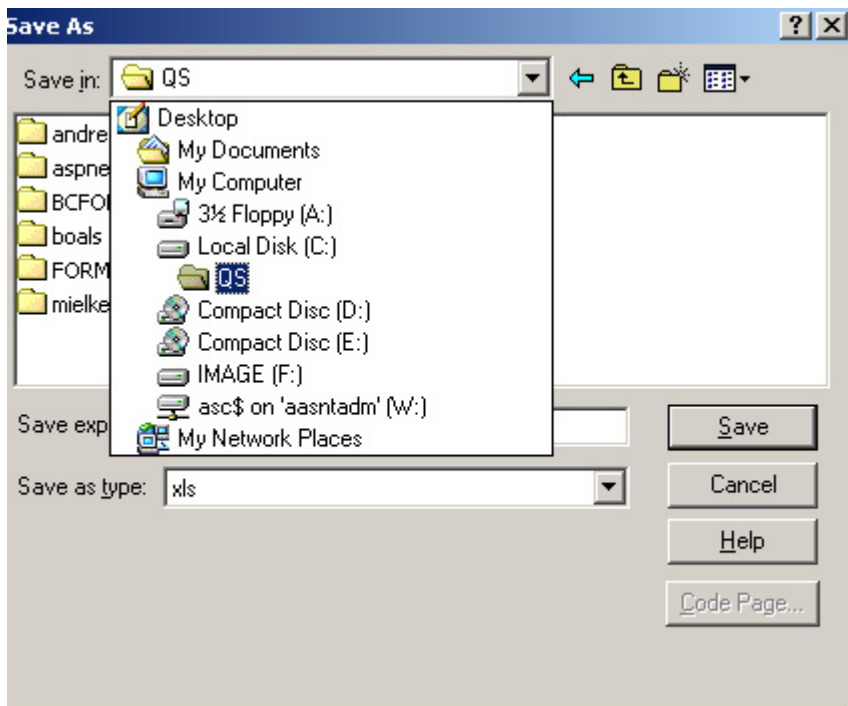 Save As
Save in: QS
Desktop
My Documents
My Computer
3½ Floppy (A:)
Local Disk (C:)
QS
Compact Disc (D:)
Compact Disc (E:)
IMAGE (F:)
asc$ on 'aasntadm' (W:)
My Network Places
andre
aspne
BCFO
boals
FORM
mielke
Save exp
Save
Save as type: xls
Cancel
Help
Code Page...